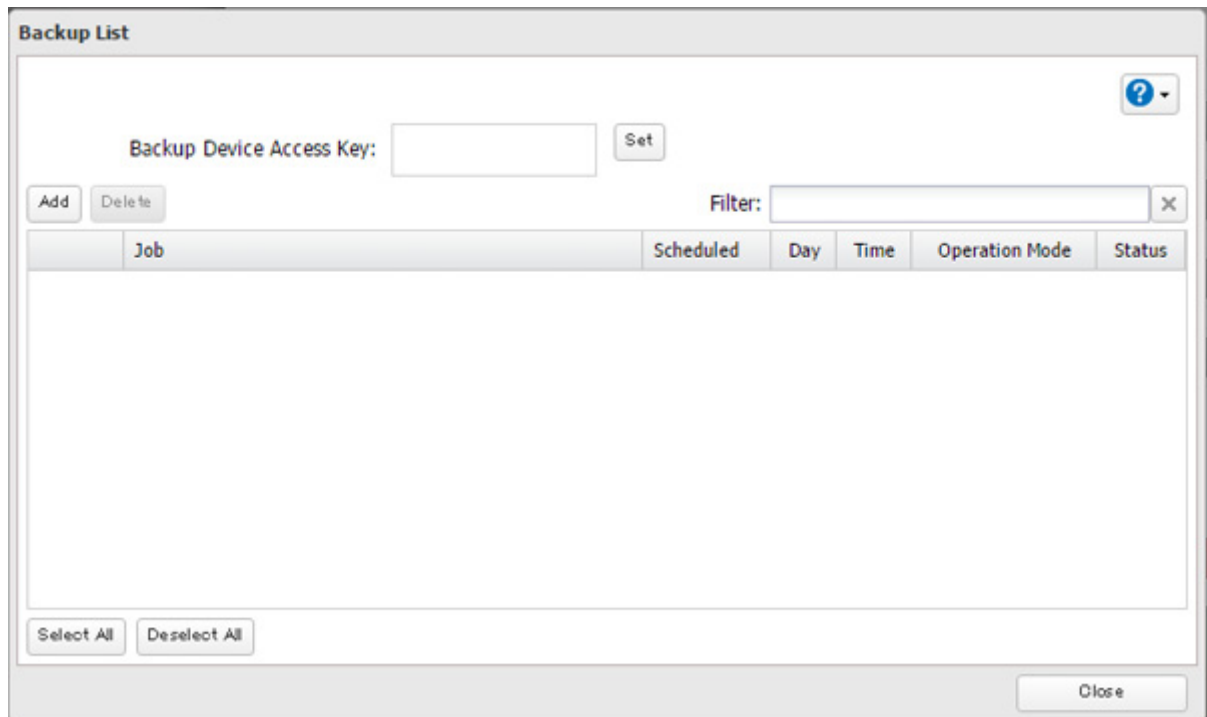 Backup List
?
Backup Device Access Key: Set
Add Delete Filter: ×
Job Scheduled Day Time Operation Mode Status
Select All Deselect All
Close